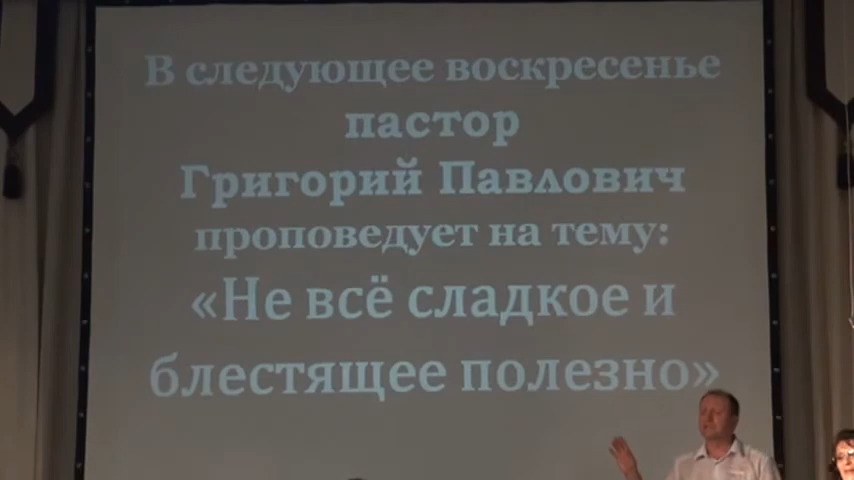 В следующее воскресенье
пастор
Григорий Павлович
проповедует на тему:
«Не всё сладкое и
блестящее полезно»